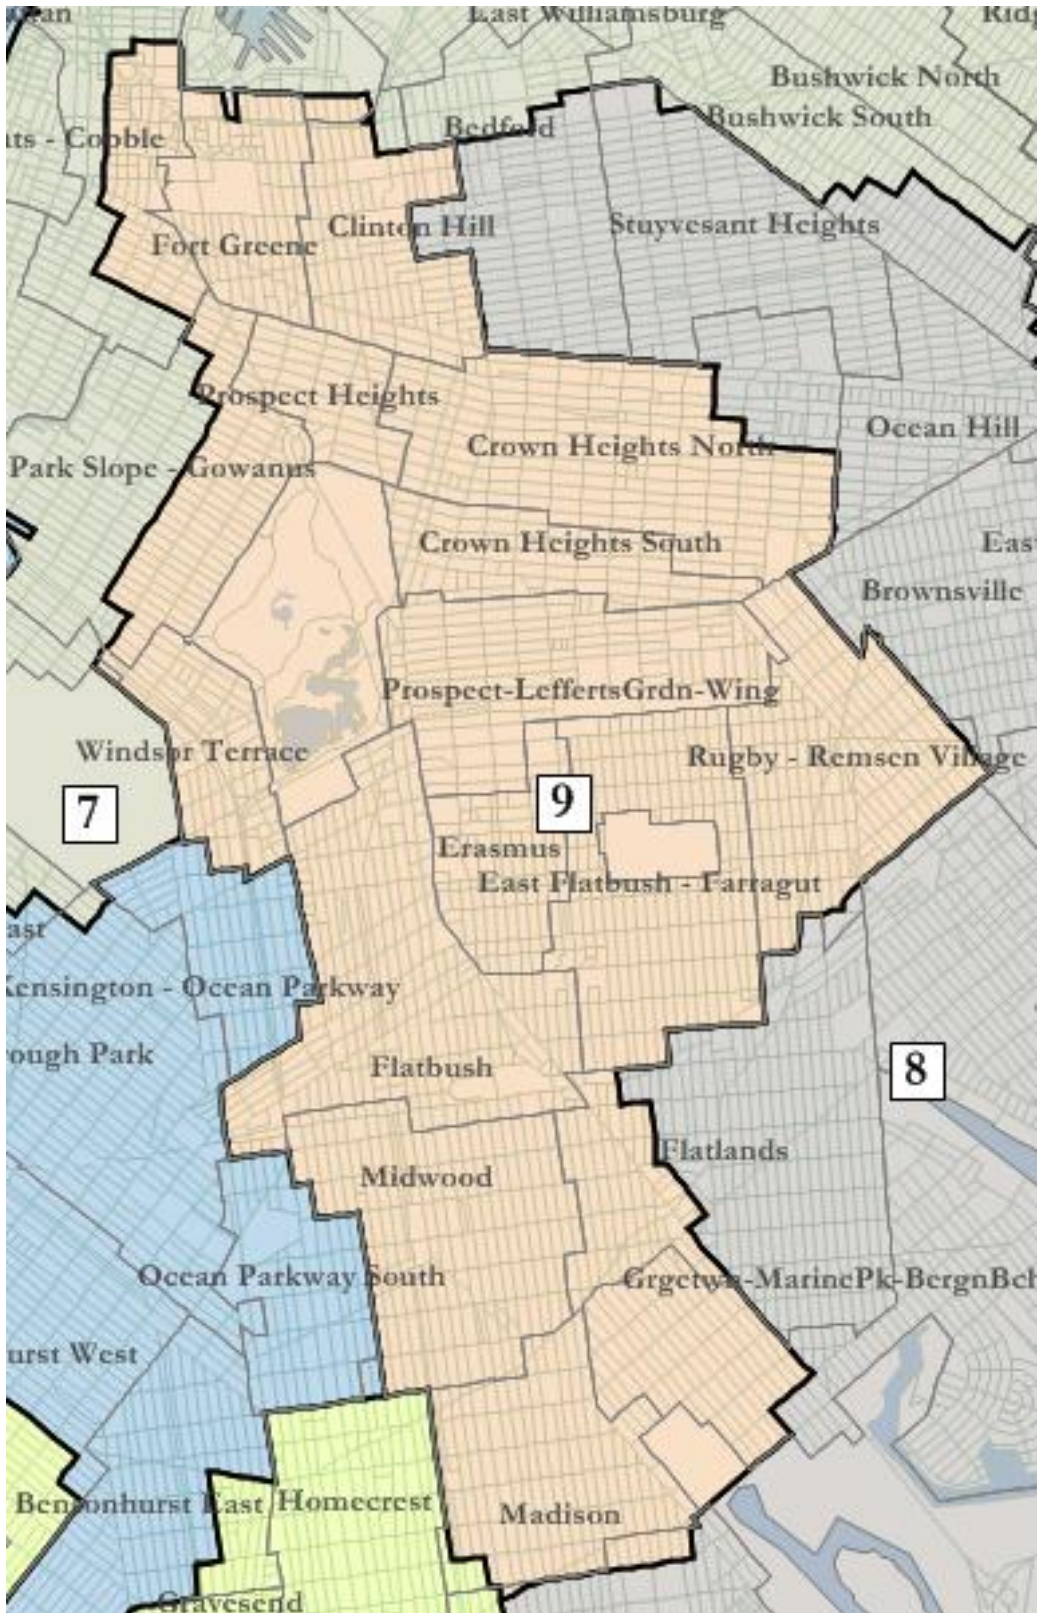 East Williamsburg
Bushwick North
Bushwick South
Bedford
Clinton Hill
Stuyvesant Heights
Fort Greene
Prospect Heights
Crown Heights North
Ocean Hill
Park Slope - Gowanus
Crown Heights South
Brownsville
Prospect-LeffertsGrdn-Wing
Windsor Terrace
Rugby - Remsen Village
7
9
Erasmus
East Flatbush - Farragut
ast
Kensington - Ocean Parkway
ough Park
Flatbush
8
Flatlands
Midwood
Ocean Parkway South
Grgetwn-MarinePk-BergnBch
urst West
Bensonhurst East
Homecrest
Madison
Gravesend